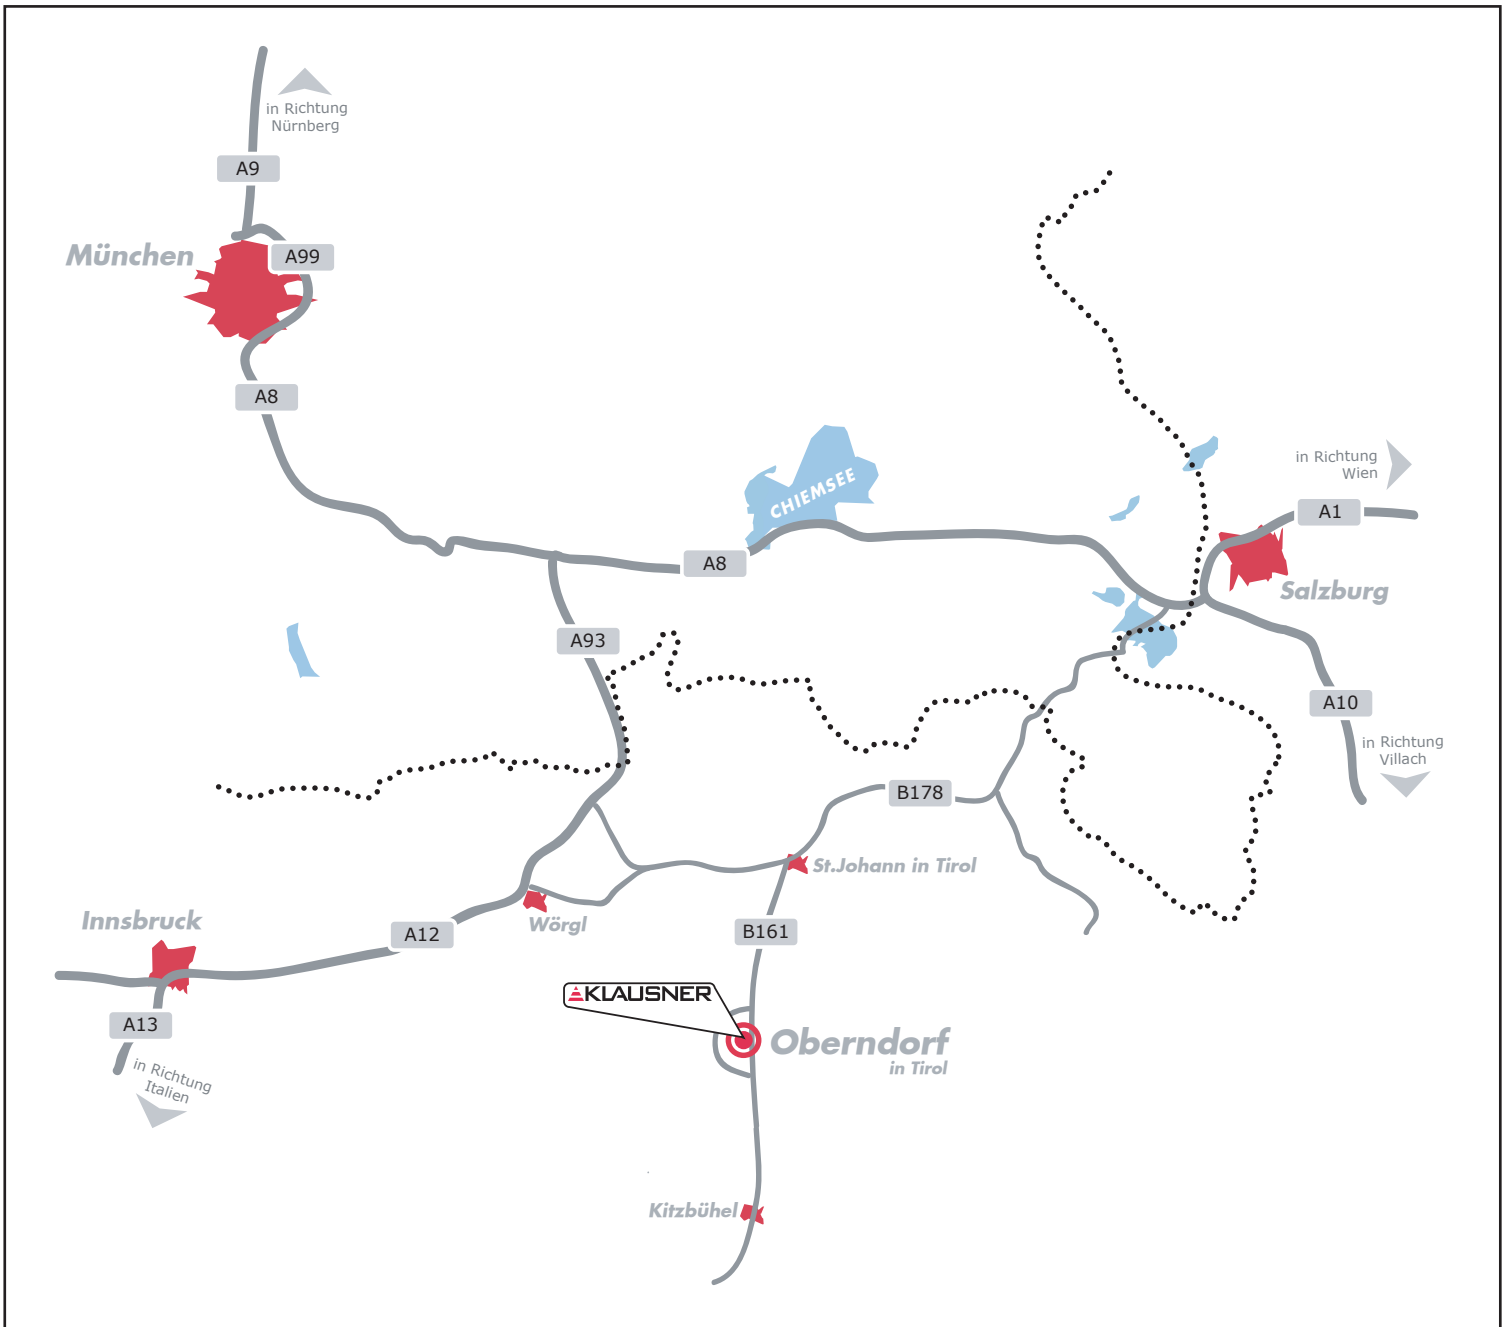 in Richtung
Nürnberg
A9
München
A99
A8
in Richtung
Wien
CHIEMSEE
A1
A8
Salzburg
A93
A10
in Richtung
Villach
B178
St.Johann in Tirol
Wörgl
Innsbruck
A12
B161
KLAUSNER
A13
Oberndorf
in Tirol
in Richtung
Italien
Kitzbühel